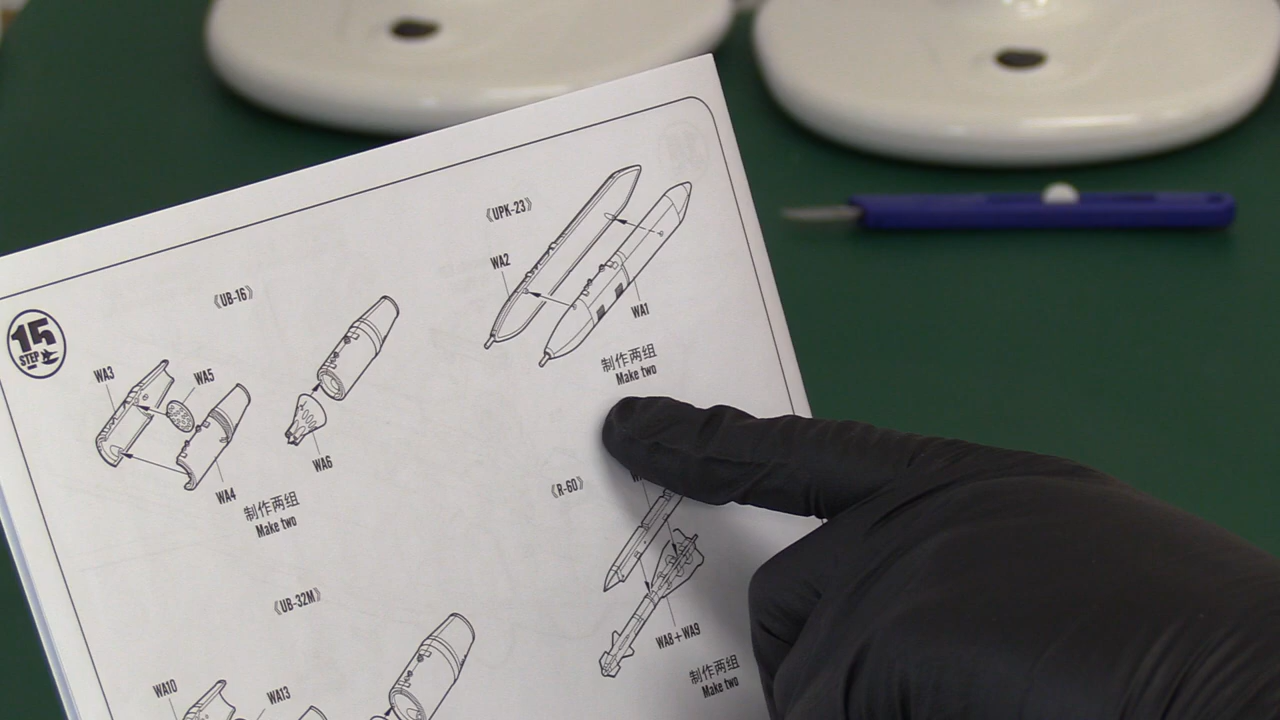 15
STEP
《UB-16》
WA3
WA5
WA6
WA4
制作两组
Make two
《UPK-23》
WA2
WA1
制作两组
Make two
《R-60》
WA8+WA9
制作两组
Make two
《UB-32M》
WA10
WA13